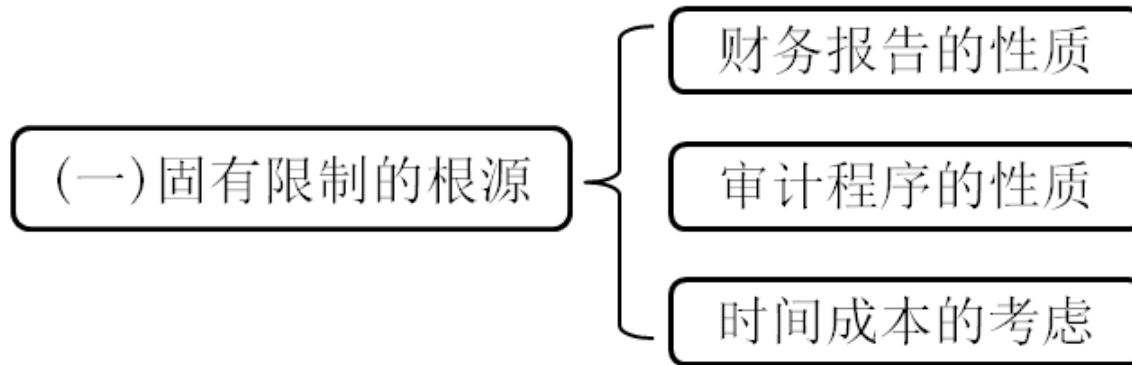 财务报告的性质
(一)固有限制的根源
审计程序的性质
时间成本的考虑